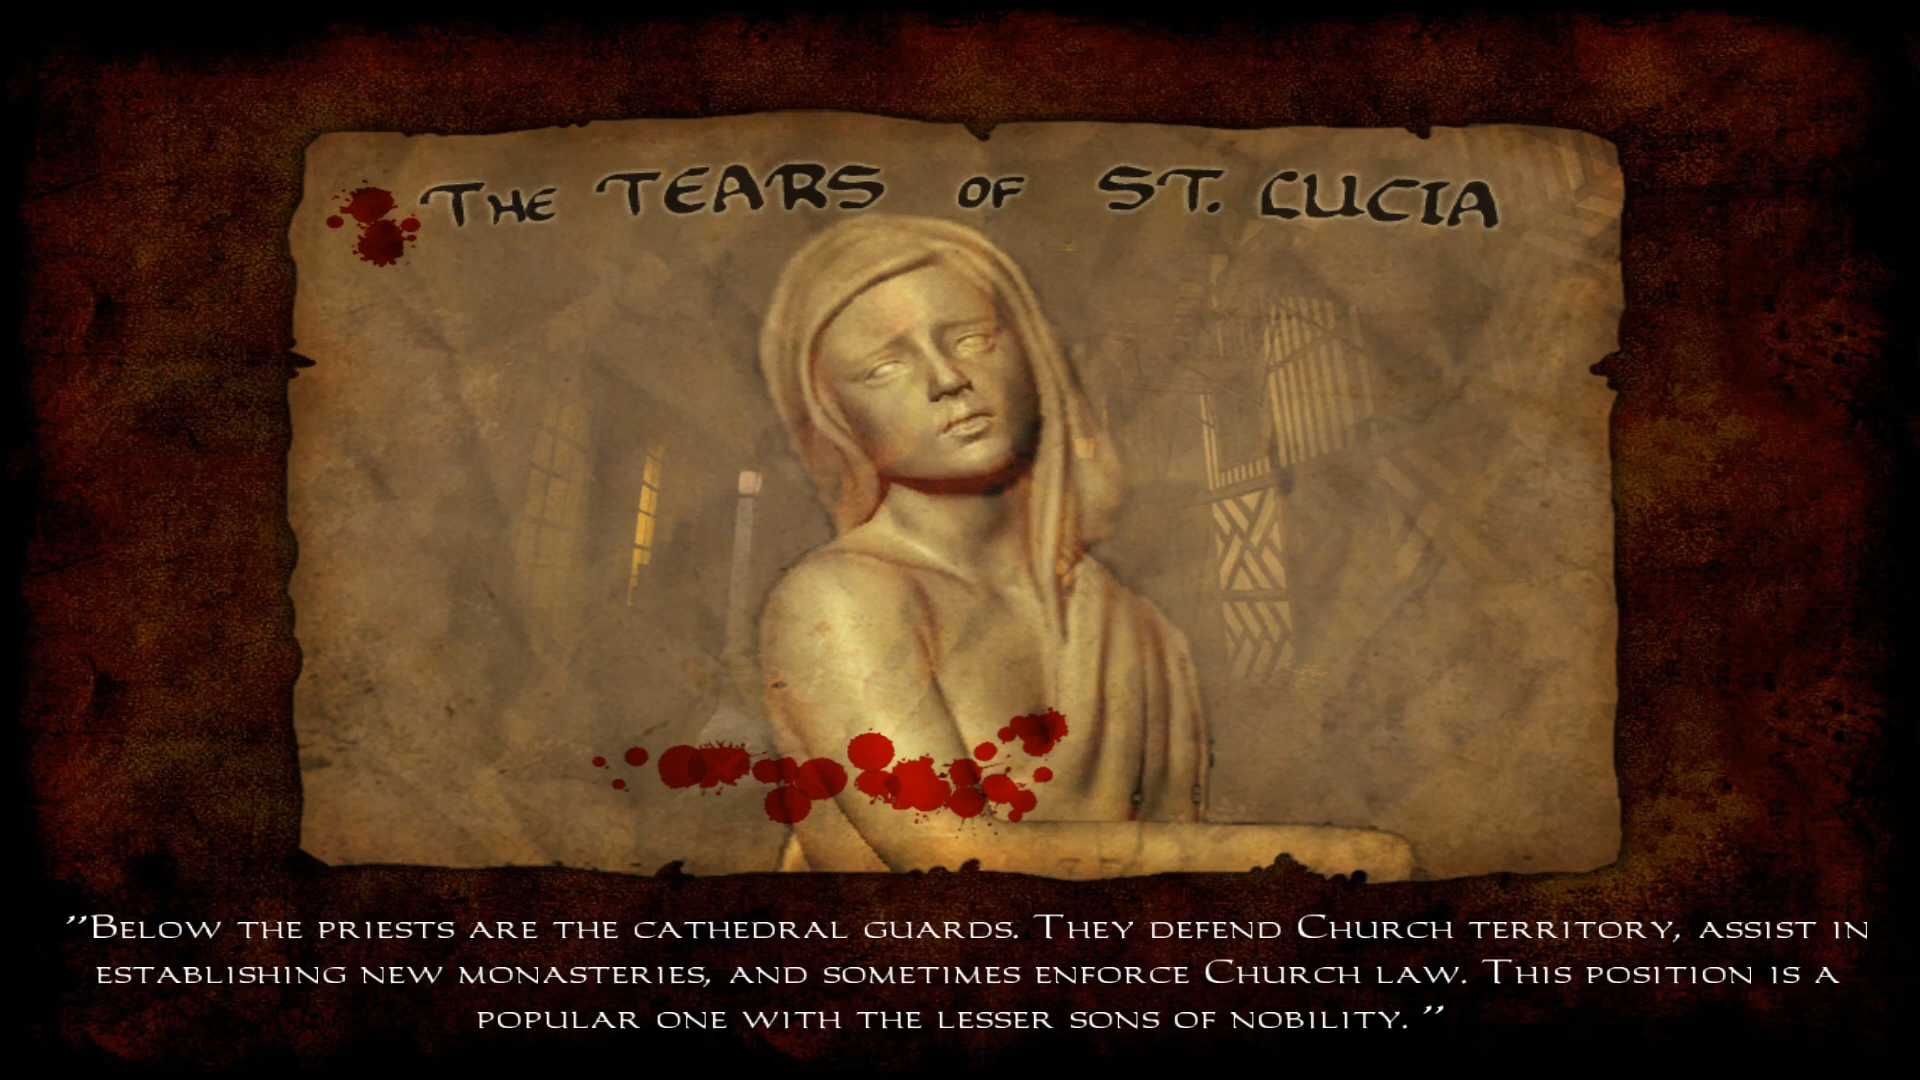 The TEARS OF ST. LUCIA
’’Below the priests are the cathedral guards. They defend Church territory, assist in
establishing new monasteries, and sometimes enforce Church law. This position is a
popular one with the lesser sons of nobility. ’’